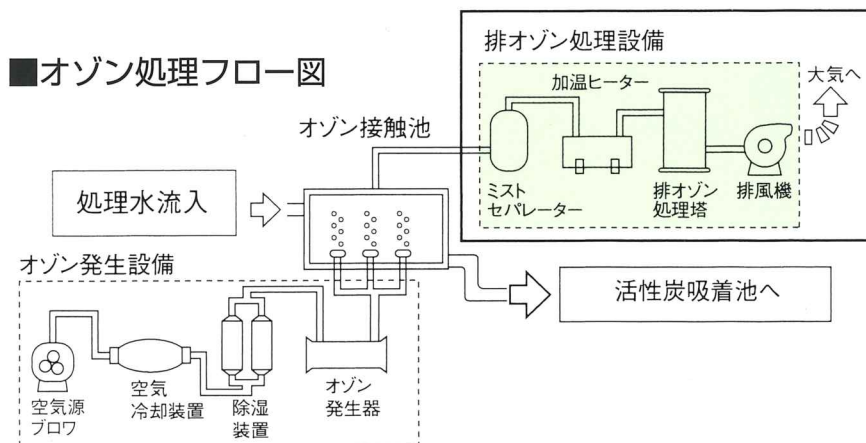 ■オゾン処理フロー図
排オゾン処理設備
加温ヒーター
大気へ
ミスト
セパレーター
排オゾン
処理塔
排風機
オゾン接触池
処理水流入
オゾン発生設備
活性炭吸着池へ
空気源
ブロワ
空気
冷却装置
除湿
装置
オゾン
発生器